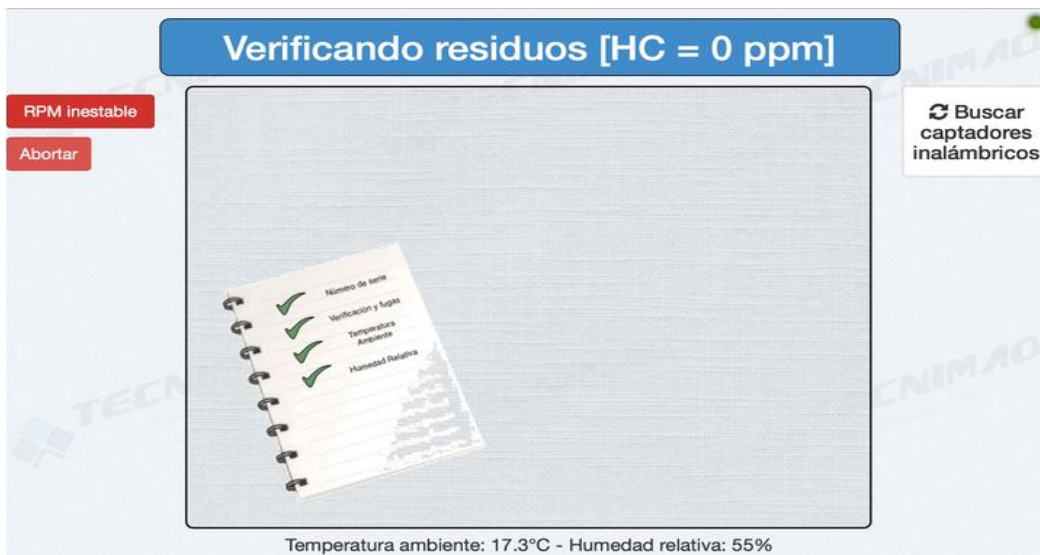 Verificando residuos [HC = 0 ppm]
RPM inestable
Abortar
Buscar
captadores
inalámbricos
Número de serie
Verificación y fugas
Temperatura
Ambiente
Humedad Relativa
TECNIMAQ
Temperatura ambiente: 17.3°C - Humedad relativa: 55%